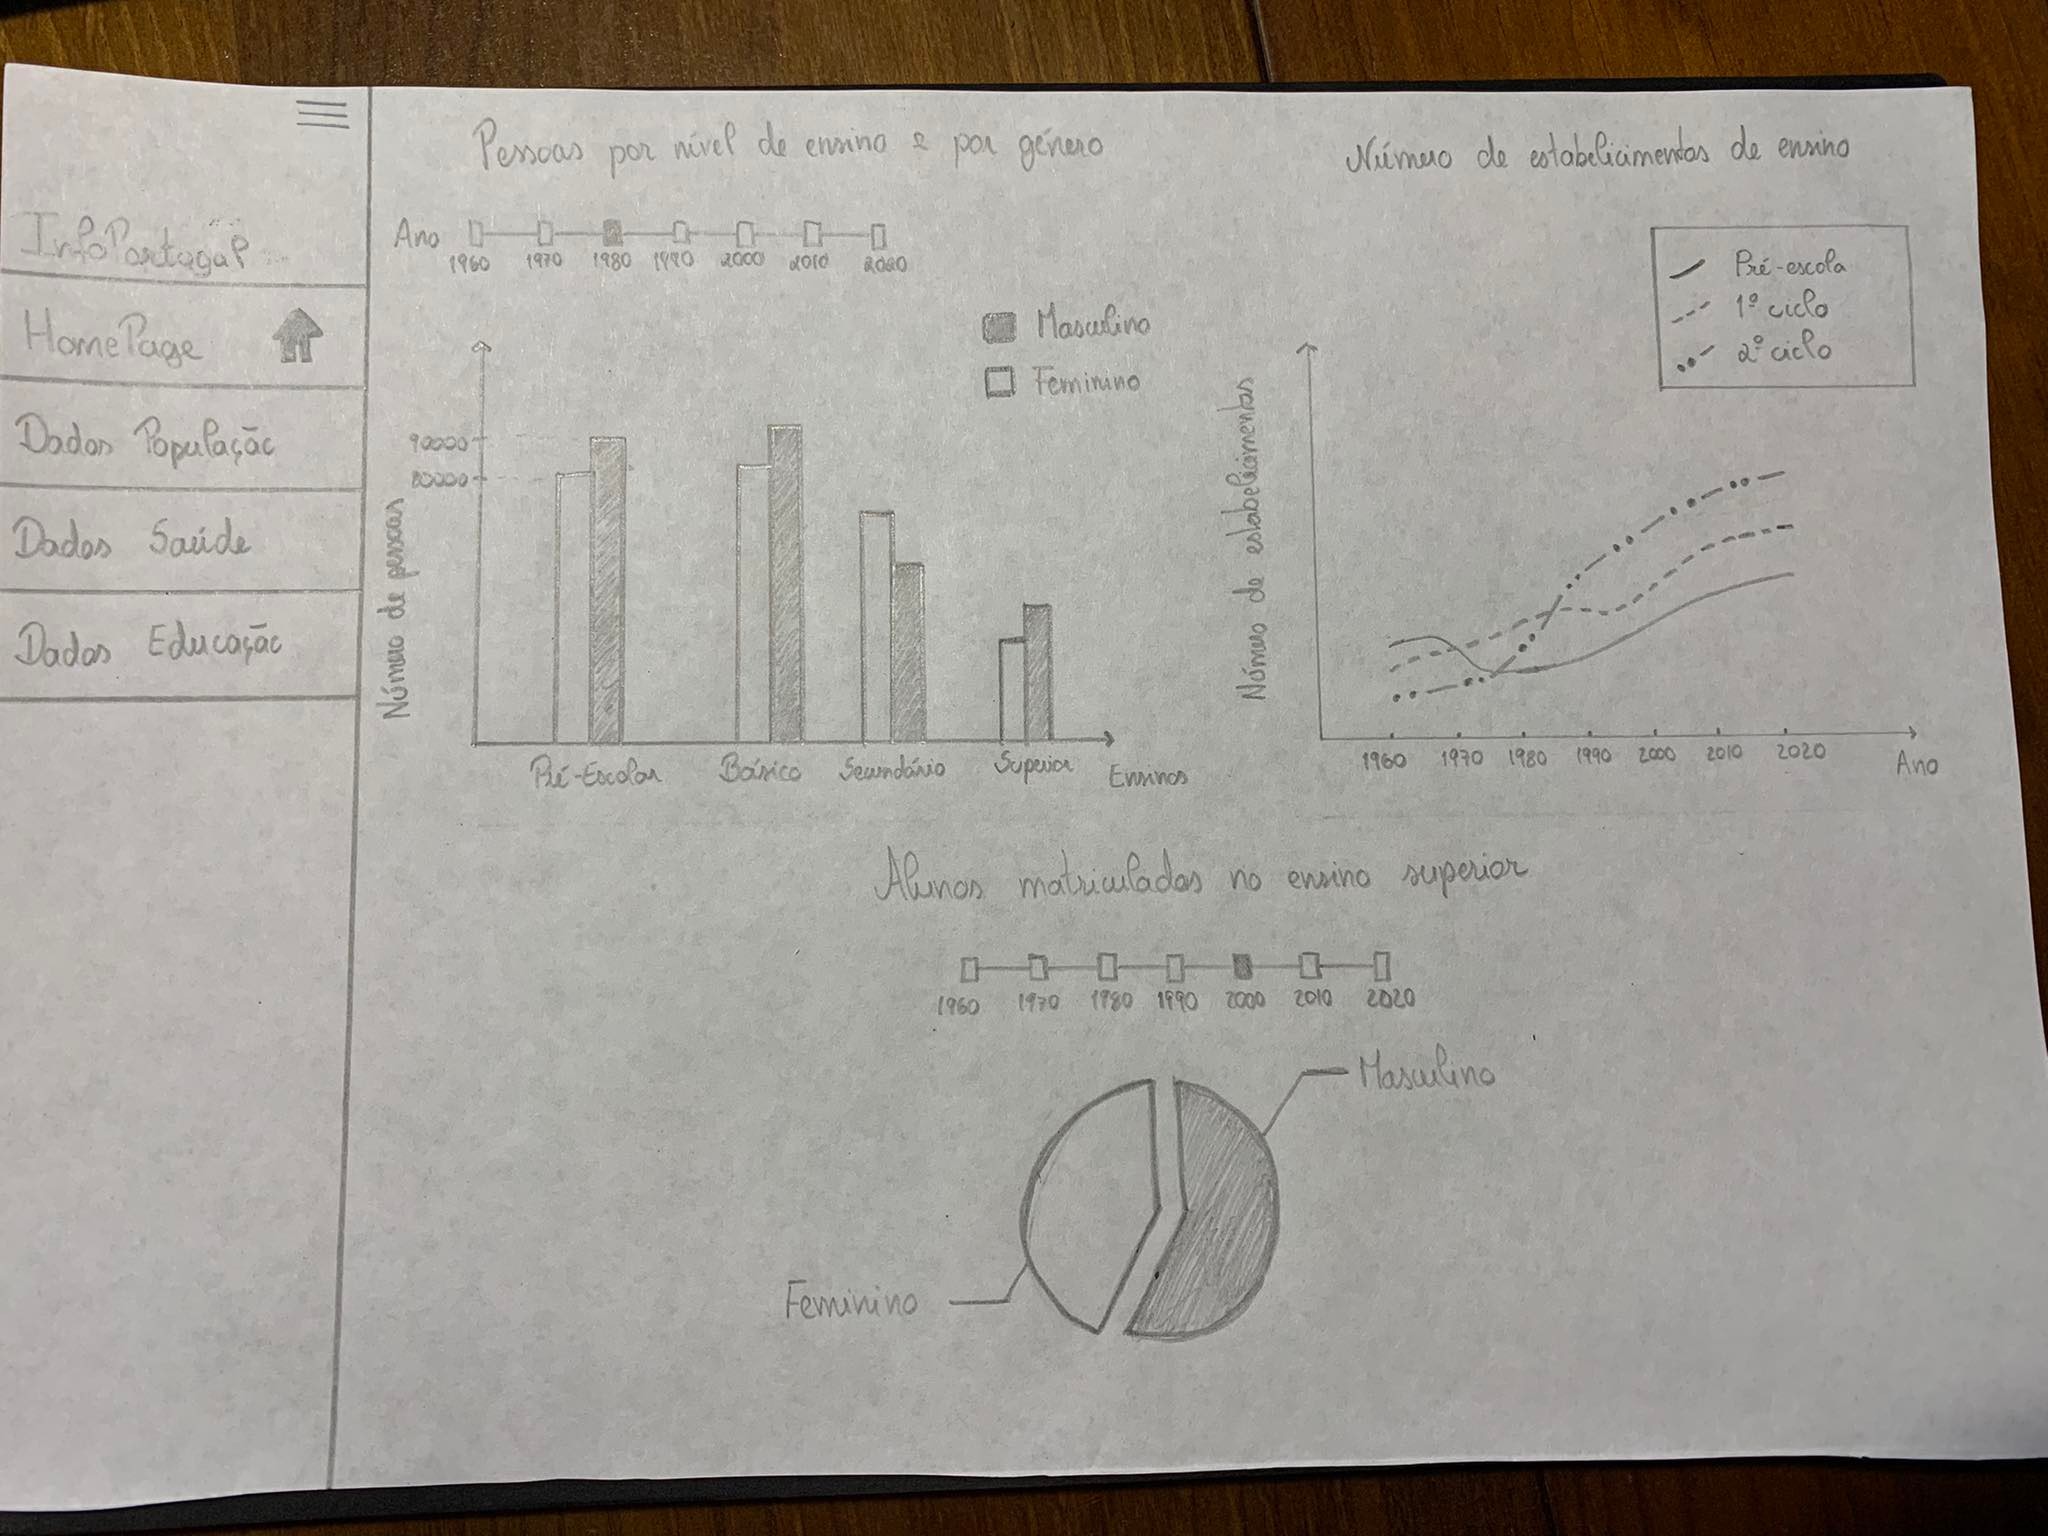 InfoPortugal
HomePage
Dados População
Dados Saúde
Dados Educação
Pessoas por nível de ensino e por género
Ano
1960 1970 1980 1990 2000 2010 2020
Masculino
Feminino
90000
80000
Número de pessoas
Pré-Escolar Básico Secundário Superior Ensinos
Número de estabelicimentos de ensino
Pré-escola
1º ciclo
2º ciclo
Número de estabelicimentos
1960 1970 1980 1990 2000 2010 2020 Ano
Alunos matriculados no ensino superior
1960 1970 1980 1990 2000 2010 2020
Masculino
Feminino